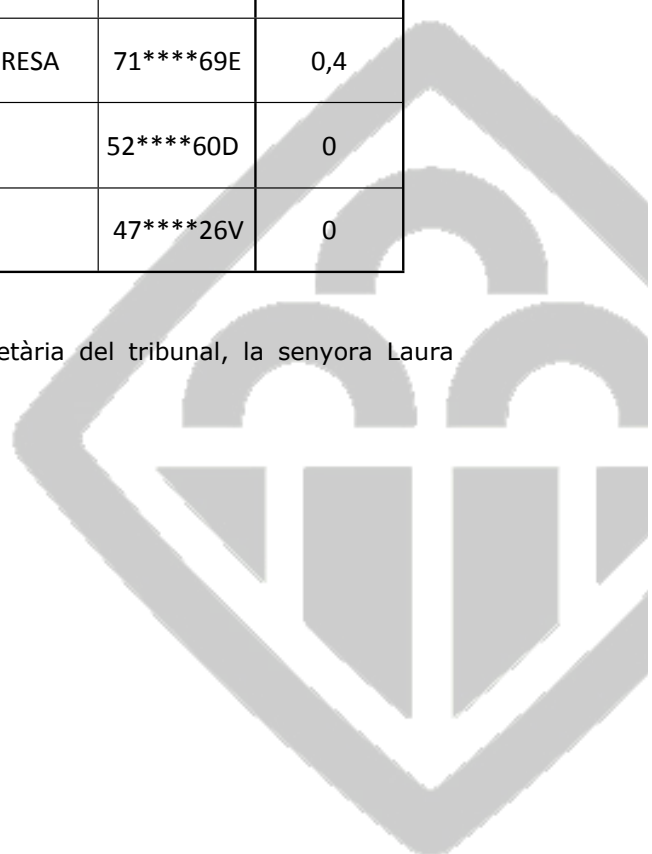 RESA 71****69E 0,4
52****60D 0
47****26V 0
etària del tribunal, la senyora Laura